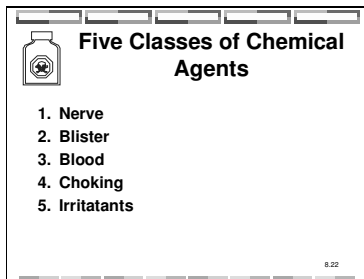 Five Classes of Chemical
Agents
1. Nerve
2. Blister
3. Blood
4. Choking
5. Irritatants
8.22